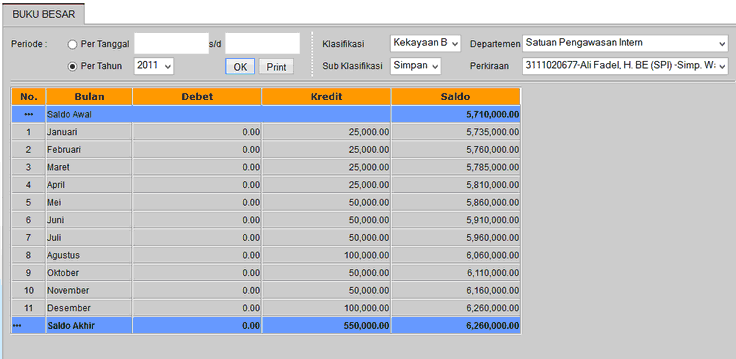 BUKU BESAR
Periode : Per Tanggal s/d Klasifikasi Kekayaan B Departemen Satuan Pengawasan Intern
Per Tahun 2011 OK Print Sub Klasifikasi Simpan Perkiraan 3111020677-Ali Fadel, H. BE (SPI) -Simp. Wa
No. Bulan Debet Kredit Saldo
... Saldo Awal 5,710,000.00
1 Januari 0.00 25,000.00 5,735,000.00
2 Februari 0.00 25,000.00 5,760,000.00
3 Maret 0.00 25,000.00 5,785,000.00
4 April 0.00 25,000.00 5,810,000.00
5 Mei 0.00 50,000.00 5,860,000.00
6 Juni 0.00 50,000.00 5,910,000.00
7 Juli 0.00 50,000.00 5,960,000.00
8 Agustus 0.00 100,000.00 6,060,000.00
9 Oktober 0.00 50,000.00 6,110,000.00
10 November 0.00 50,000.00 6,160,000.00
11 Desember 0.00 100,000.00 6,260,000.00
... Saldo Akhir 0.00 550,000.00 6,260,000.00